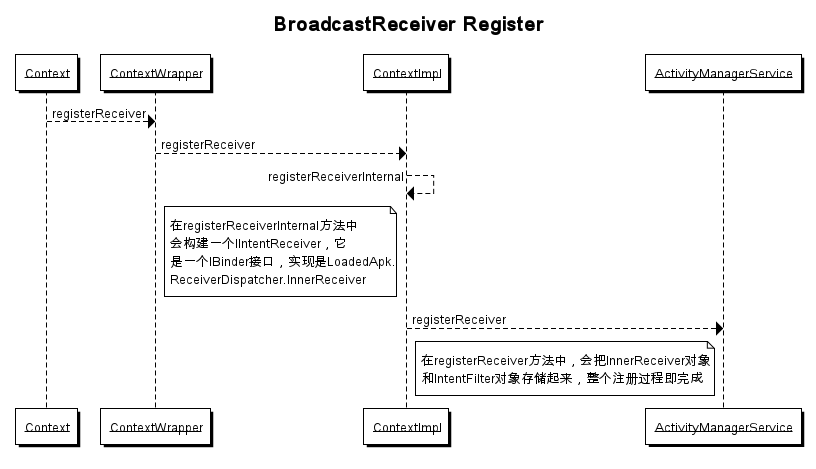 BroadcastReceiver Register
Context
ContextWrapper
ContextImpl
ActivityManagerService
registerReceiver
registerReceiver
registerReceiverInternal
在registerReceiverInternal方法中
会构建一个IIntentReceiver，它
是一个IBinder接口，实现是LoadedApk.
ReceiverDispatcher.InnerReceiver
registerReceiver
在registerReceiver方法中，会把InnerReceiver对象
和IntentFilter对象存储起来，整个注册过程即完成
Context
ContextWrapper
ContextImpl
ActivityManagerService